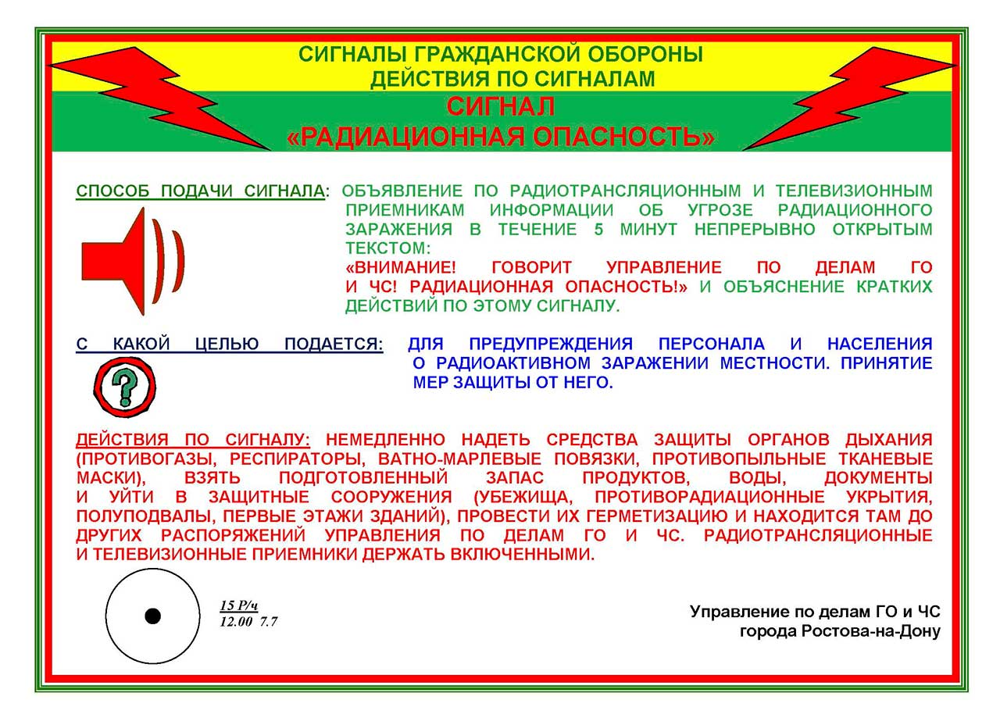 СИГНАЛЫ ГРАЖДАНСКОЙ ОБОРОНЫ
ДЕЙСТВИЯ ПО СИГНАЛАМ
СИГНАЛ
«РАДИАЦИОННАЯ ОПАСНОСТЬ»
СПОСОБ ПОДАЧИ СИГНАЛА: ОБЪЯВЛЕНИЕ ПО РАДИОТРАНСЛЯЦИОННЫМ И ТЕЛЕВИЗИОННЫМ
ПРИЕМНИКАМ ИНФОРМАЦИИ ОБ УГРОЗЕ РАДИАЦИОННОГО
ЗАРАЖЕНИЯ В ТЕЧЕНИЕ 5 МИНУТ НЕПРЕРЫВНО ОТКРЫТЫМ
ТЕКСТОМ:
«ВНИМАНИЕ! ГОВОРИТ УПРАВЛЕНИЕ ПО ДЕЛАМ ГО
И ЧС! РАДИАЦИОННАЯ ОПАСНОСТЬ!» И ОБЪЯСНЕНИЕ КРАТКИХ
ДЕЙСТВИЙ ПО ЭТОМУ СИГНАЛУ.
С КАКОЙ ЦЕЛЬЮ ПОДАЕТСЯ: ДЛЯ ПРЕДУПРЕЖДЕНИЯ ПЕРСОНАЛА И НАСЕЛЕНИЯ
О РАДИОАКТИВНОМ ЗАРАЖЕНИИ МЕСТНОСТИ. ПРИНЯТИЕ
МЕР ЗАЩИТЫ ОТ НЕГО.
?
ДЕЙСТВИЯ ПО СИГНАЛУ: НЕМЕДЛЕННО НАДЕТЬ СРЕДСТВА ЗАЩИТЫ ОРГАНОВ ДЫХАНИЯ
(ПРОТИВОГАЗЫ, РЕСПИРАТОРЫ, ВАТНО-МАРЛЕВЫЕ ПОВЯЗКИ, ПРОТИВОПЫЛЬНЫЕ ТКАНЕВЫЕ
МАСКИ), ВЗЯТЬ ПОДГОТОВЛЕННЫЙ ЗАПАС ПРОДУКТОВ, ВОДЫ, ДОКУМЕНТЫ
И УЙТИ В ЗАЩИТНЫЕ СООРУЖЕНИЯ (УБЕЖИЩА, ПРОТИВОРАДИАЦИОННЫЕ УКРЫТИЯ,
ПОЛУПОДВАЛЫ, ПЕРВЫЕ ЭТАЖИ ЗДАНИЙ), ПРОВЕСТИ ИХ ГЕРМЕТИЗАЦИЮ И НАХОДИТСЯ ТАМ ДО
ДРУГИХ РАСПОРЯЖЕНИЙ УПРАВЛЕНИЯ ПО ДЕЛАМ ГО И ЧС. РАДИОТРАНСЛЯЦИОННЫЕ
И ТЕЛЕВИЗИОННЫЕ ПРИЕМНИКИ ДЕРЖАТЬ ВКЛЮЧЕННЫМИ.
15 Р/ч
12.00 7.7
Управление по делам ГО и ЧС
города Ростова-на-Дону